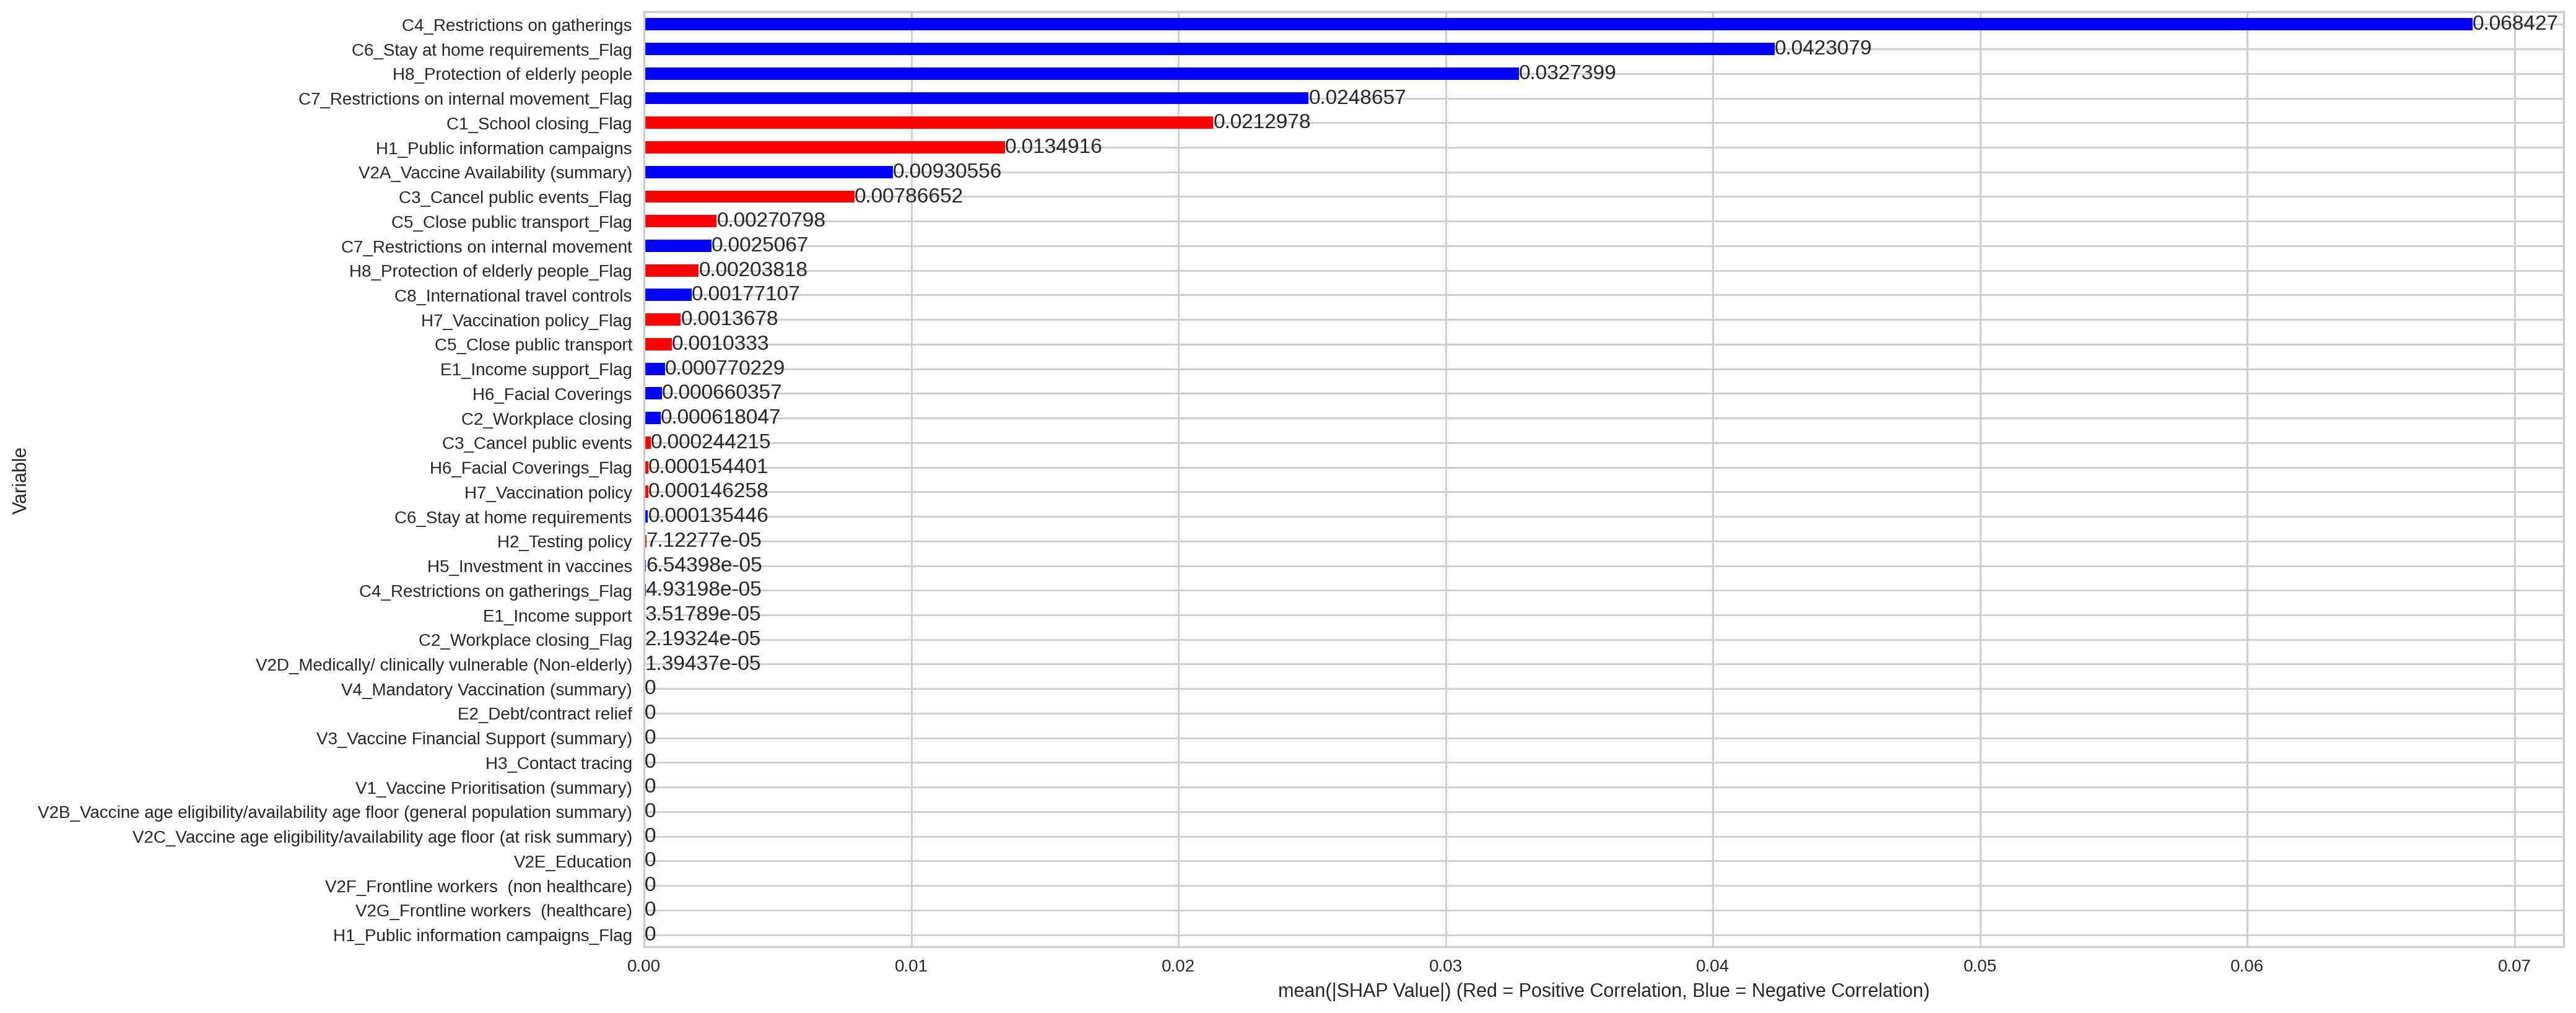 C4_Restrictions on gatherings 0.068427
C6_Stay at home requirements_Flag 0.0423079
H8_Protection of elderly people 0.0327399
C7_Restrictions on internal movement_Flag 0.0248657
C1_School closing_Flag 0.0212978
H1_Public information campaigns 0.0134916
V2A_Vaccine Availability (summary) 0.00930556
C3_Cancel public events_Flag 0.00786652
C5_Close public transport_Flag 0.00270798
C7_Restrictions on internal movement 0.0025067
H8_Protection of elderly people_Flag 0.00203818
C8_International travel controls 0.00177107
H7_Vaccination policy_Flag 0.0013678
C5_Close public transport 0.0010333
E1_Income support_Flag 0.000770229
H6_Facial Coverings 0.000660357
C2_Workplace closing 0.000618047
C3_Cancel public events 0.000244215
H6_Facial Coverings_Flag 0.000154401
H7_Vaccination policy 0.000146258
C6_Stay at home requirements 0.000135446
H2_Testing policy 7.12277e-05
H5_Investment in vaccines 6.54398e-05
C4_Restrictions on gatherings_Flag 4.93198e-05
E1_Income support 3.51789e-05
C2_Workplace closing_Flag 2.19324e-05
V2D_Medically/ clinically vulnerable (Non-elderly) 1.39437e-05
V4_Mandatory Vaccination (summary) 0
E2_Debt/contract relief 0
V3_Vaccine Financial Support (summary) 0
H3_Contact tracing 0
V1_Vaccine Prioritisation (summary) 0
V2B_Vaccine age eligibility/availability age floor (general population summary) 0
V2C_Vaccine age eligibility/availability age floor (at risk summary) 0
V2E_Education 0
V2F_Frontline workers  (non healthcare) 0
V2G_Frontline workers  (healthcare) 0
H1_Public information campaigns_Flag 0
Variable
0.00 0.01 0.02 0.03 0.04 0.05 0.06 0.07
mean(|SHAP Value|) (Red = Positive Correlation, Blue = Negative Correlation)